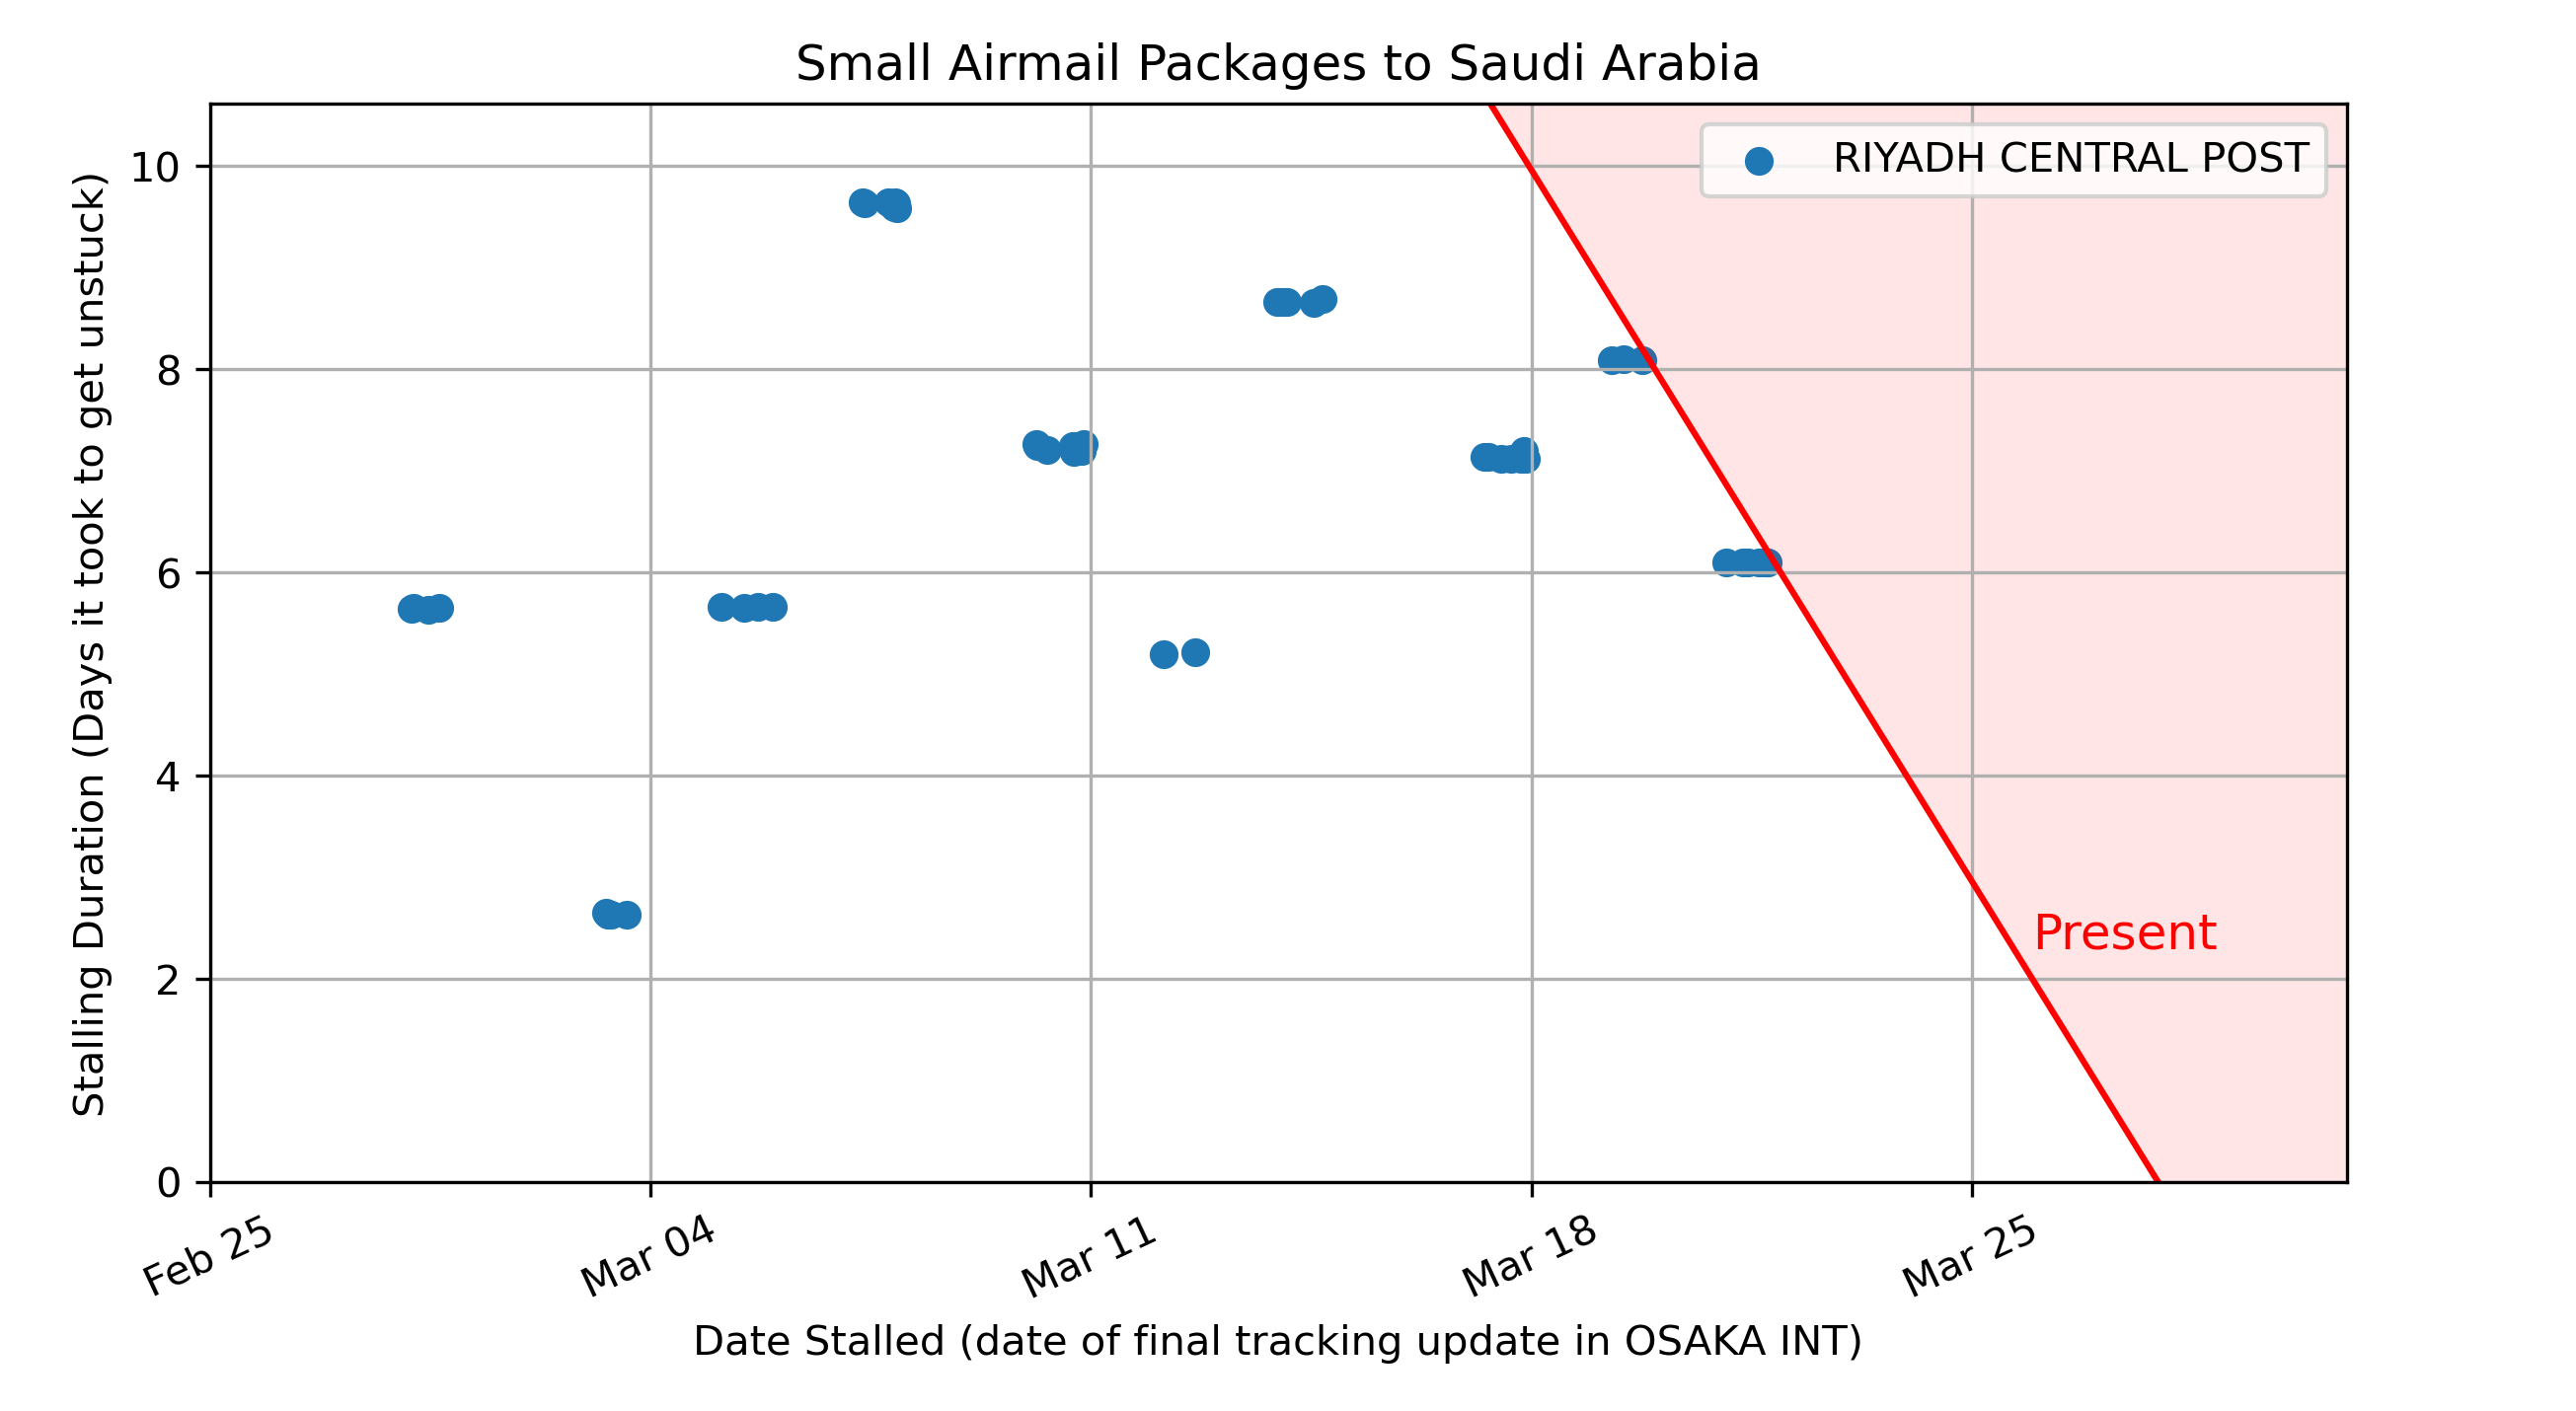 Small Airmail Packages to Saudi Arabia
RIYADH CENTRAL POST
Stalling Duration (Days it took to get unstuck)
10
8
6
4
2
0
Present
Feb 25
Mar 04
Mar 11
Mar 18
Mar 25
Date Stalled (date of final tracking update in OSAKA INT)